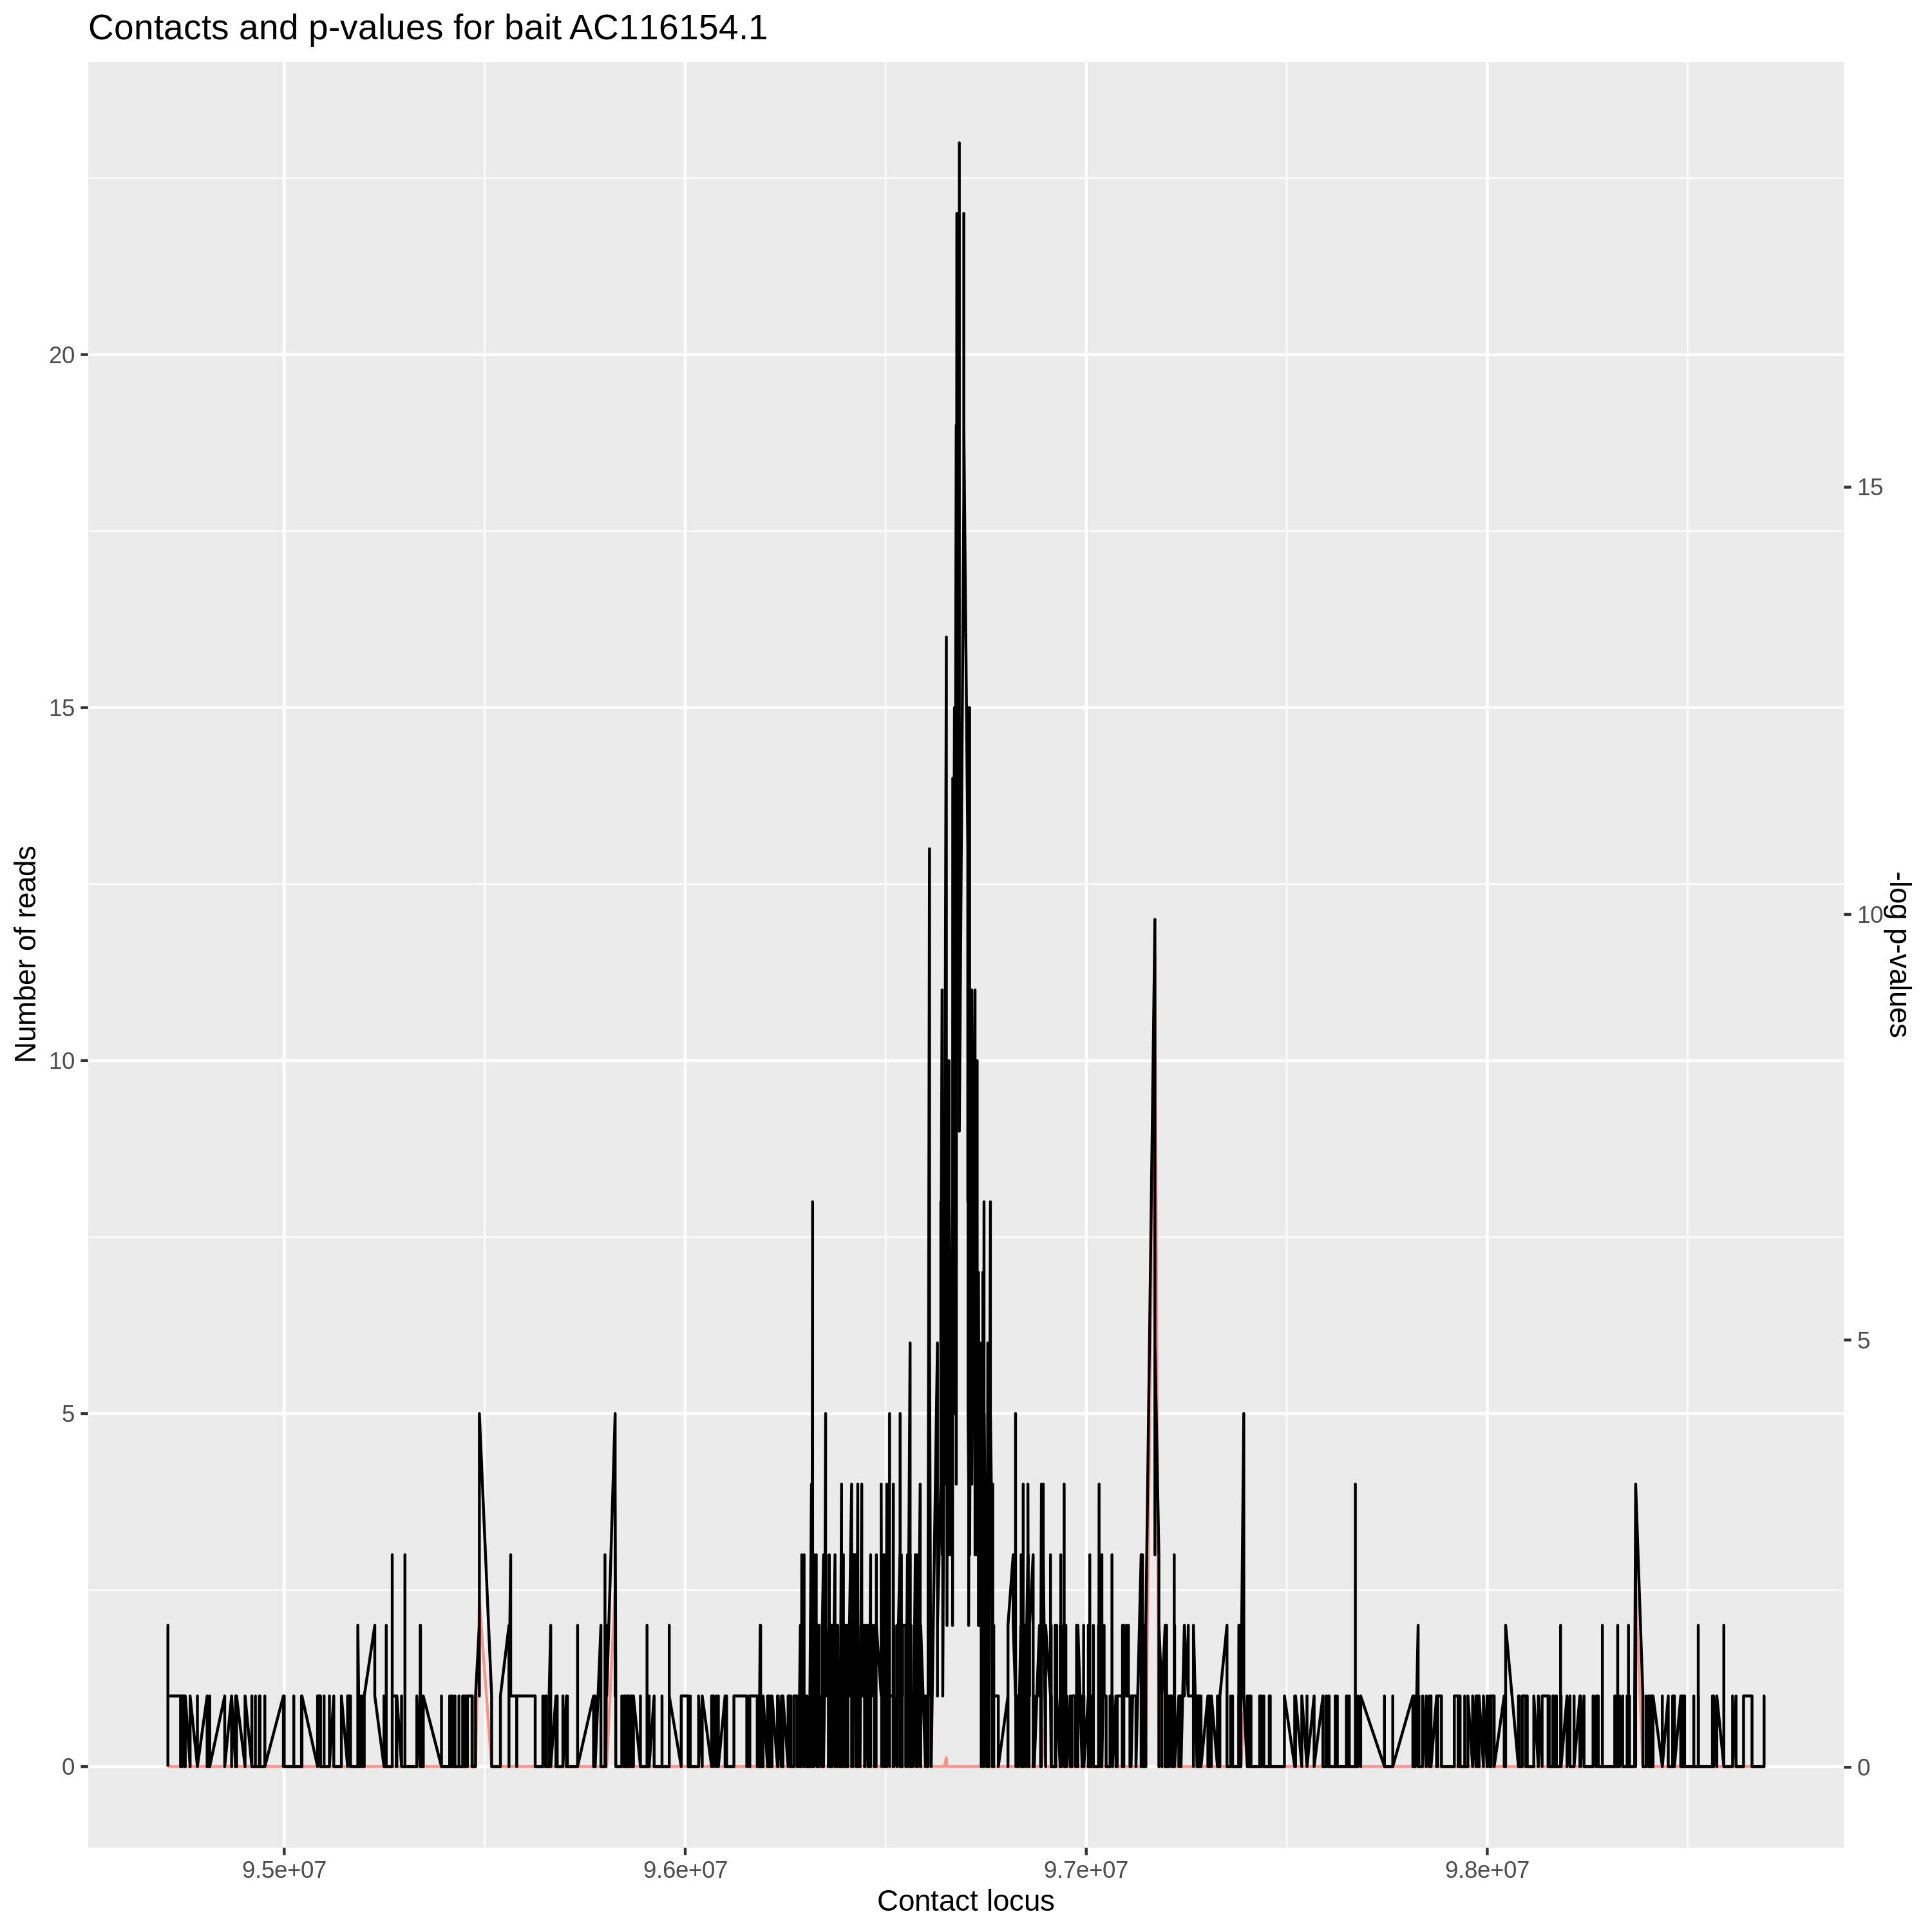 Contacts and p-values for bait AC116154.1
20
15
10
5
0
Number of reads
15
10
5
0
-log p-values
9.5e+07 9.6e+07 9.7e+07 9.8e+07
Contact locus